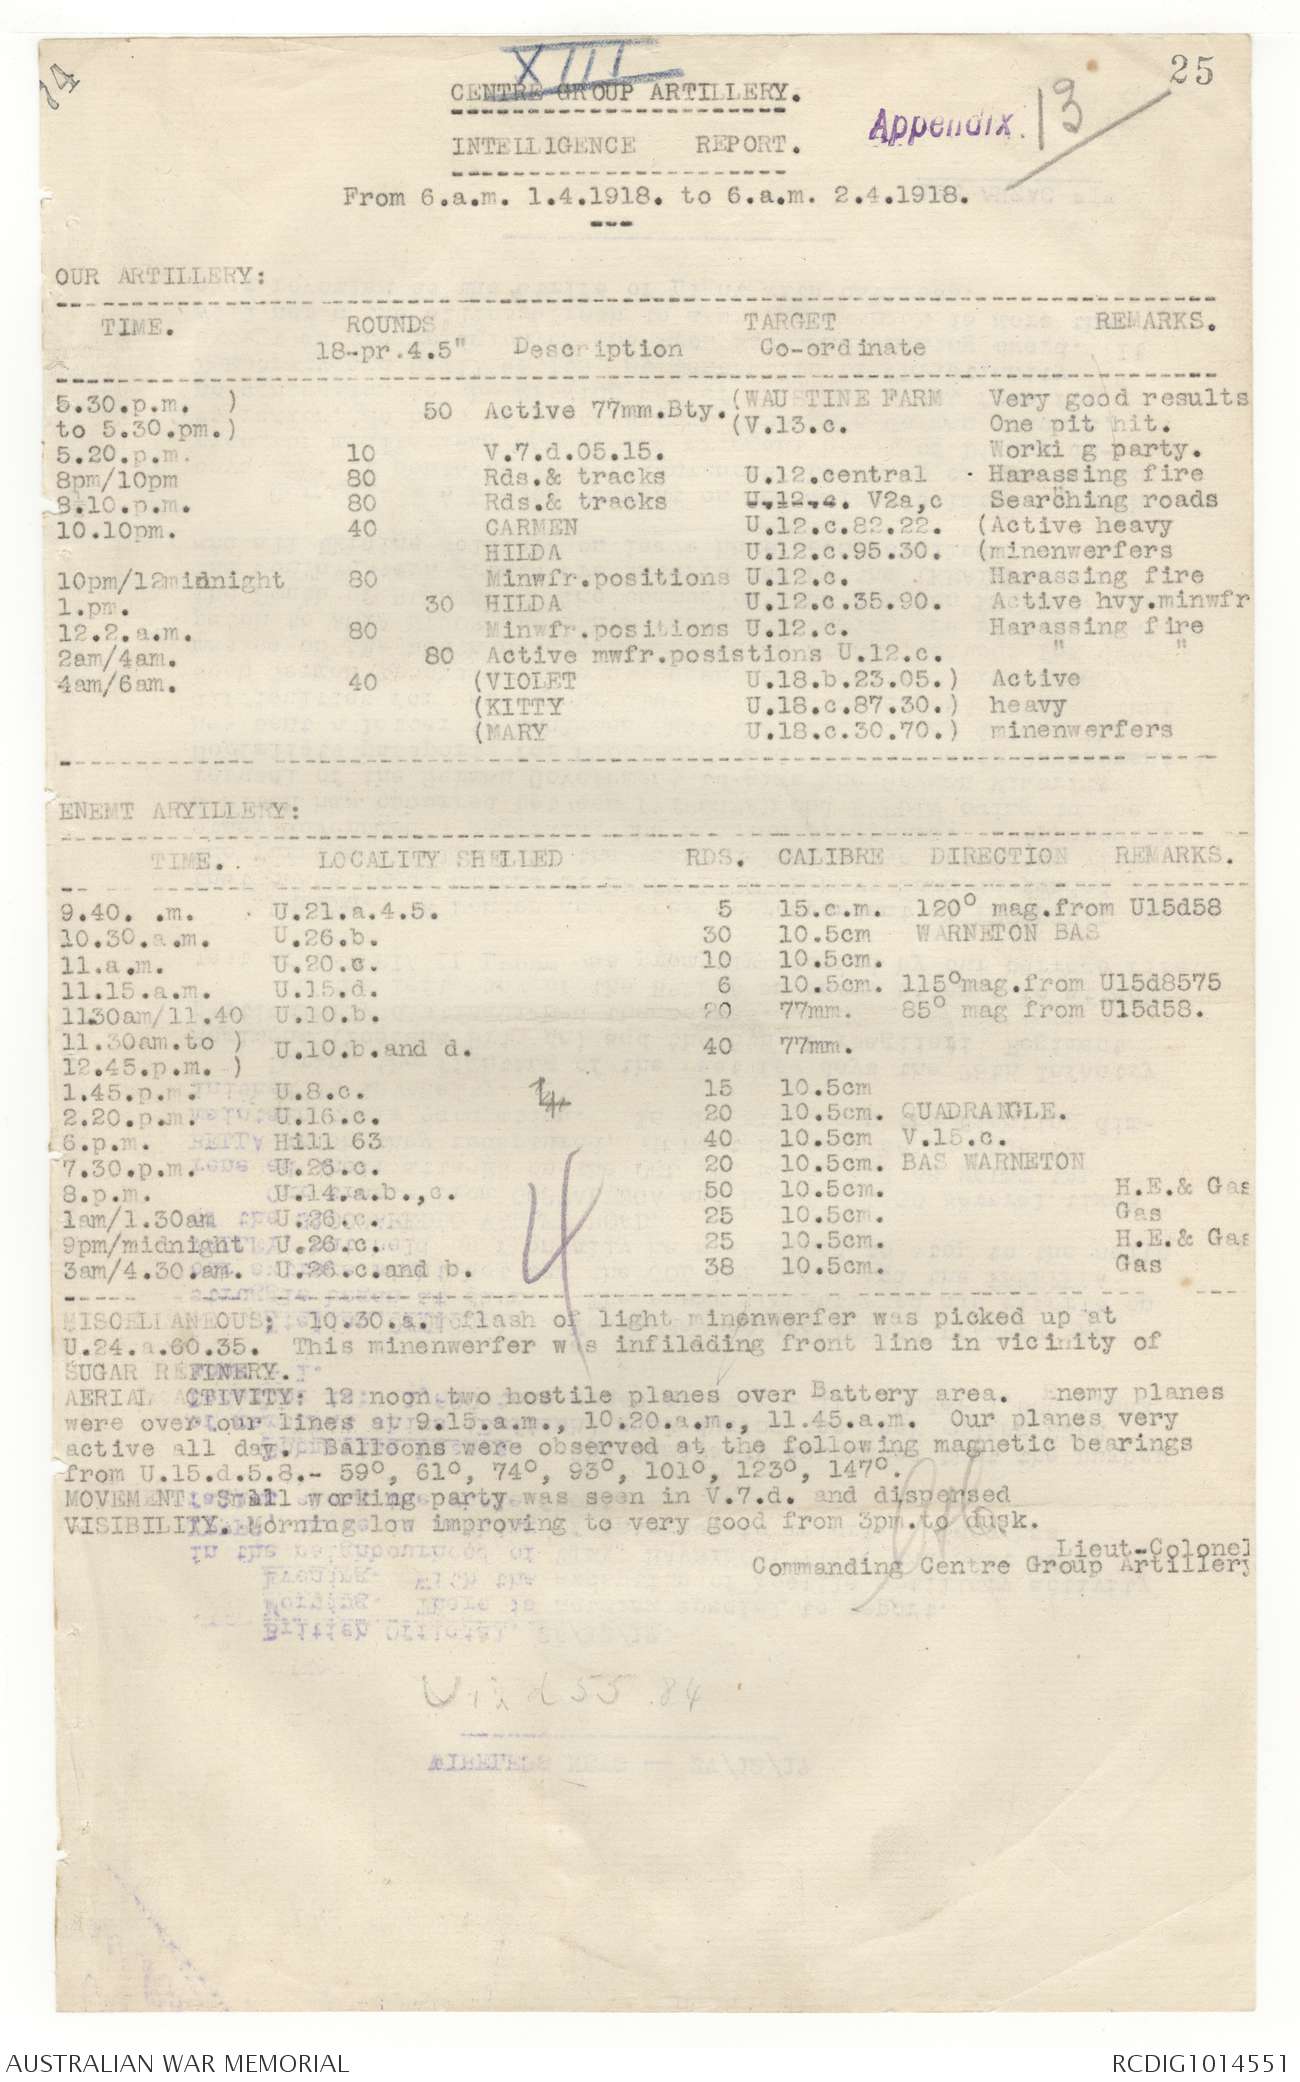 74
XIII
25
CENTRE GROUP ARTILLERY.
Appendix. 13
INTELLIGENCE REPORT.
From 6.a.m. 1.4.1918. to 6.a.m. 2.4.1918.
OUR ARTILLERY:
TIME. ROUNDS TARGET REMARKS.
18-pr.4.5" Description Co-ordinate
5.30.p.m. ) 50 Active 77mm.Bty. (WAUSTINE FARM Very good results
to 5.30.pm.) (V.13.c. One pit hit.
5.20.p.m. 10 V.7.d.05.15. Worki g party.
8pm/10pm 80 Rds.& tracks U.12.central Harassing fire
8.10.p.m. 80 Rds.& tracks U.12.c. V2a,c Searching roads
10.10pm. 40 CARMEN U.12.c.82.22. (Active heavy
HILDA U.12.c.95.30. (minenwerfers
10pm/12midnight 80 Minwfr.positions U.12.c. Harassing fire
1.pm. 30 HILDA U.12.c.35.90. Active hvy.minwfr
12.2.a.m. 80 Minwfr.positions U.12.c. Harassing fire
2am/4am. 80 Active mwfr.posistions U.12.c. " "
4am/6am. 40 (VIOLET U.18.b.23.05.) Active
(KITTY U.18.c.87.30.) heavy
(MARY U.18.c.30.70.) minenwerfers
ENEMT ARYILLERY:
TIME. LOCALITY SHELLED RDS. CALIBRE DIRECTION REMARKS.
9.40. .m. U.21.a.4.5. 5 15.c.m. 120° mag.from U15d58
10.30.a.m. U.26.b. 30 10.5cm WARNETON BAS
11.a.m. U.20.c. 10 10.5cm.
11.15.a.m. U.15.d. 6 10.5cm. 115°mag.from U15d8575
1130am/11.40 U.10.b. 20 77mm. 85° mag from U15d58.
11.30am.to ) U.10.b.and d. 40 77mm.
12.45.p.m. )
1.45.p.m. U.8.c. 15 10.5cm
2.20.p.m. U.16.c. 20 10.5cm. QUADRANGLE.
6.p.m. Hill 63 40 10.5cm V.15.c.
7.30.p.m. U.26.c. 20 10.5cm. BAS WARNETON
8.p.m. U.14.a.b.,c. 50 10.5cm. H.E.& Gas
1am/1.30am U.26.c. 25 10.5cm. Gas
9pm/midnight U.26.c. 25 10.5cm. H.E.& Gas
3am/4.30.am. U.26.c.and b. 38 10.5cm. Gas
4
MISCELLANEOUS; 10.30.a. flash of light minenwerfer was picked up at
U.24.a.60.35. This minenwerfer was infildding front line in vicinity of
SUGAR REFINERY.
AERIAL ACTIVITY: 12 noon two hostile planes over Battery area. Enemy planes
were over our lines at 9.15.a.m., 10.20.a.m., 11.45.a.m. Our planes very
active all day. Balloons were observed at the following magnetic bearings
from U.15.d.5.8.- 59°, 61°, 74°, 93°, 101°, 123°, 147°.
MOVEMENT: Small working party was seen in V.7.d. and dispersed
VISIBILITY. Morning low improving to very good from 3pm.to dusk.
Lieut-Colonel
Commanding Centre Group Artillery
AUSTRALIAN WAR MEMORIAL
RCDIG1014551